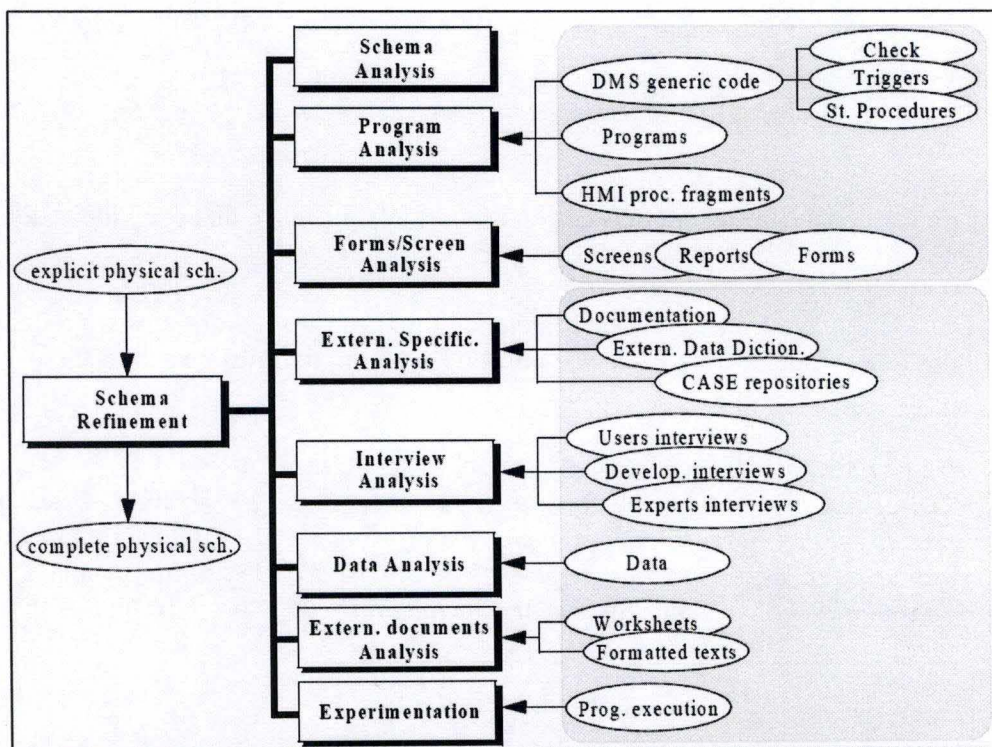 Schema
Analysis
Program
Analysis
Forms/Screen
Analysis
Extern. Specific.
Analysis
Interview
Analysis
Data Analysis
Extern. documents
Analysis
Experimentation
explicit physical sch.
Schema
Refinement
complete physical sch.
DMS generic code
Check
Triggers
St. Procedures
Programs
HMI proc. fragments
Screens
Reports
Forms
Documentation
Extern. Data Diction.
CASE repositories
Users interviews
Develop. interviews
Experts interviews
Data
Worksheets
Formatted texts
Prog. execution